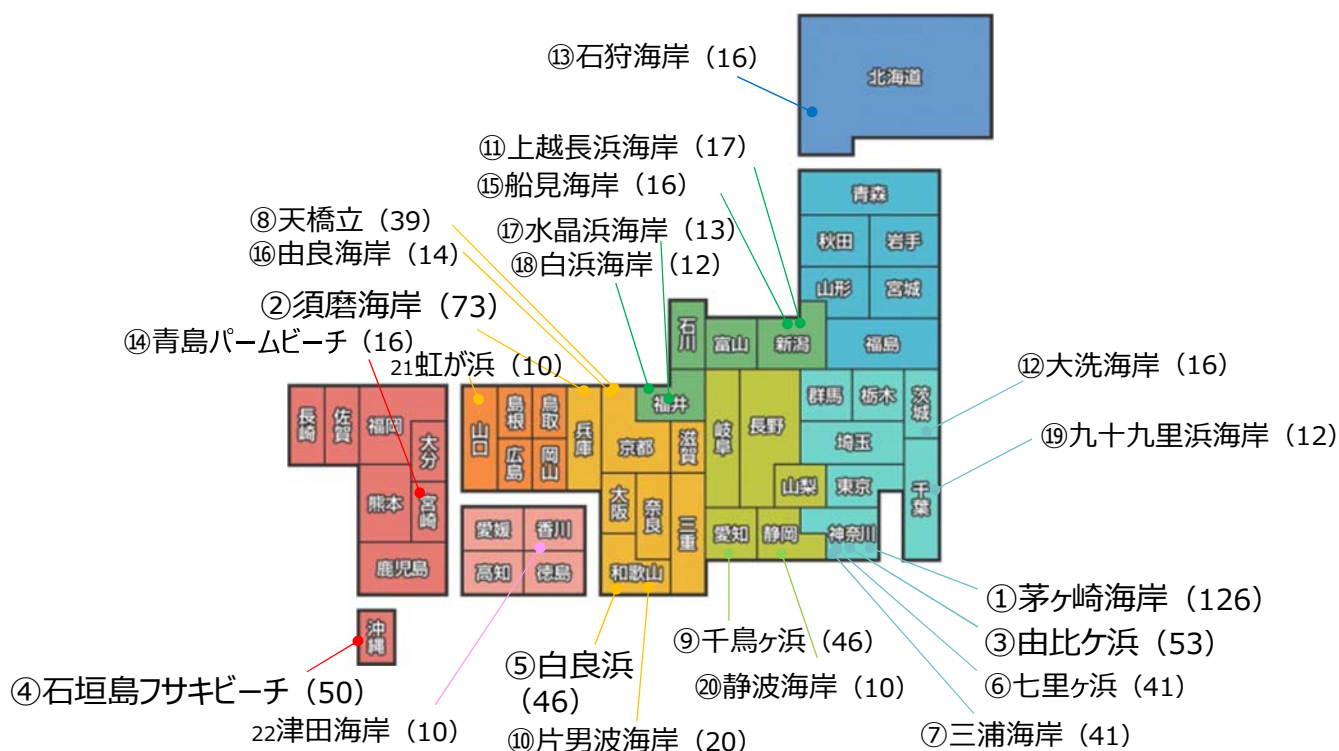 ⑬石狩海岸（16）
北海道
⑪上越長浜海岸（17）
⑮船見海岸（16）
青森
⑧天橋立（39）
⑰水晶浜海岸（13）
秋田
岩手
⑯由良海岸（14）
⑱白浜海岸（12）
山形
宮城
②須磨海岸（73）
石川
富山
新潟
福島
⑭青島パームビーチ（16）
21虹が浜（10）
⑫大洗海岸（16）
長崎
佐賀
福岡
大分
山口
島根
鳥取
兵庫
京都
福井
滋賀
岐阜
長野
群馬
栃木
茨城
広島
岡山
埼玉
⑲九十九里浜海岸（12）
熊本
宮崎
大阪
奈良
三重
山梨
東京
千葉
愛媛
香川
愛知
静岡
神奈川
鹿児島
高知
徳島
和歌山
①茅ヶ崎海岸（126）
沖縄
⑨千鳥ヶ浜（46）
③由比ケ浜（53）
④石垣島フサキビーチ（50）
⑤白良浜
（46）
⑳静波海岸（10）
⑥七里ヶ浜（41）
22津田海岸（10）
⑩片男波海岸（20）
⑦三浦海岸（41）